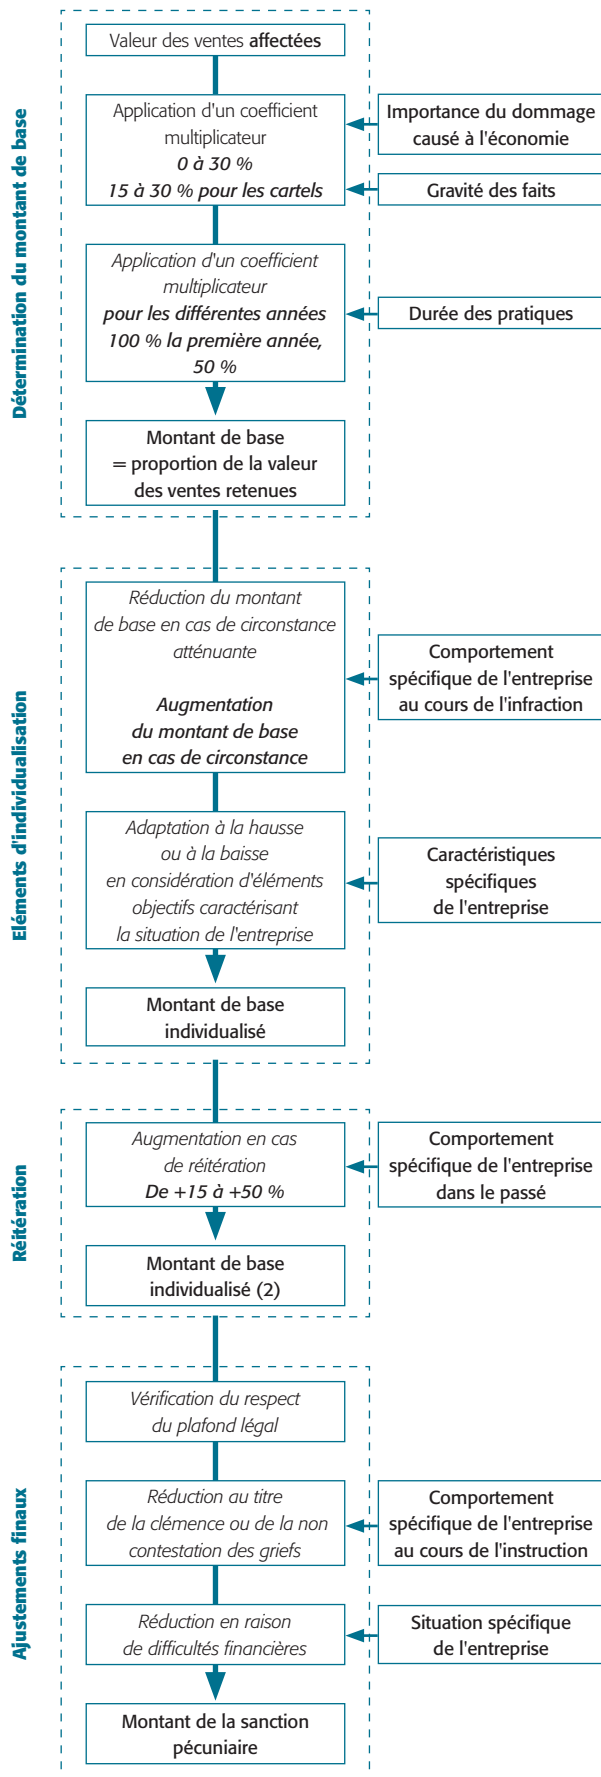 Détermination du montant de base
Valeur des ventes affectées
Application d'un coefficient
multiplicateur
0 à 30 %
15 à 30 % pour les cartels
Importance du dommage
causé à l'économie
Gravité des faits
Application d'un coefficient
multiplicateur
pour les différentes années
100 % la première année,
50 %
Durée des pratiques
Montant de base
= proportion de la valeur
des ventes retenues
Eléments d'individualisation
Réduction du montant
de base en cas de circonstance
atténuante
Augmentation
du montant de base
en cas de circonstance
Comportement
spécifique de l'entreprise
au cours de l'infraction
Adaptation à la hausse
ou à la baisse
en considération d'éléments
objectifs caractérisant
la situation de l'entreprise
Caractéristiques
spécifiques
de l'entreprise
Montant de base
individualisé
Réitération
Augmentation en cas
de réitération
De +15 à +50 %
Comportement
spécifique de l'entreprise
dans le passé
Montant de base
individualisé (2)
Ajustements finaux
Vérification du respect
du plafond légal
Réduction au titre
de la clémence ou de la non
contestation des griefs
Comportement
spécifique de l'entreprise
au cours de l'instruction
Réduction en raison
de difficultés financières
Situation spécifique
de l'entreprise
Montant de la sanction
pécuniaire